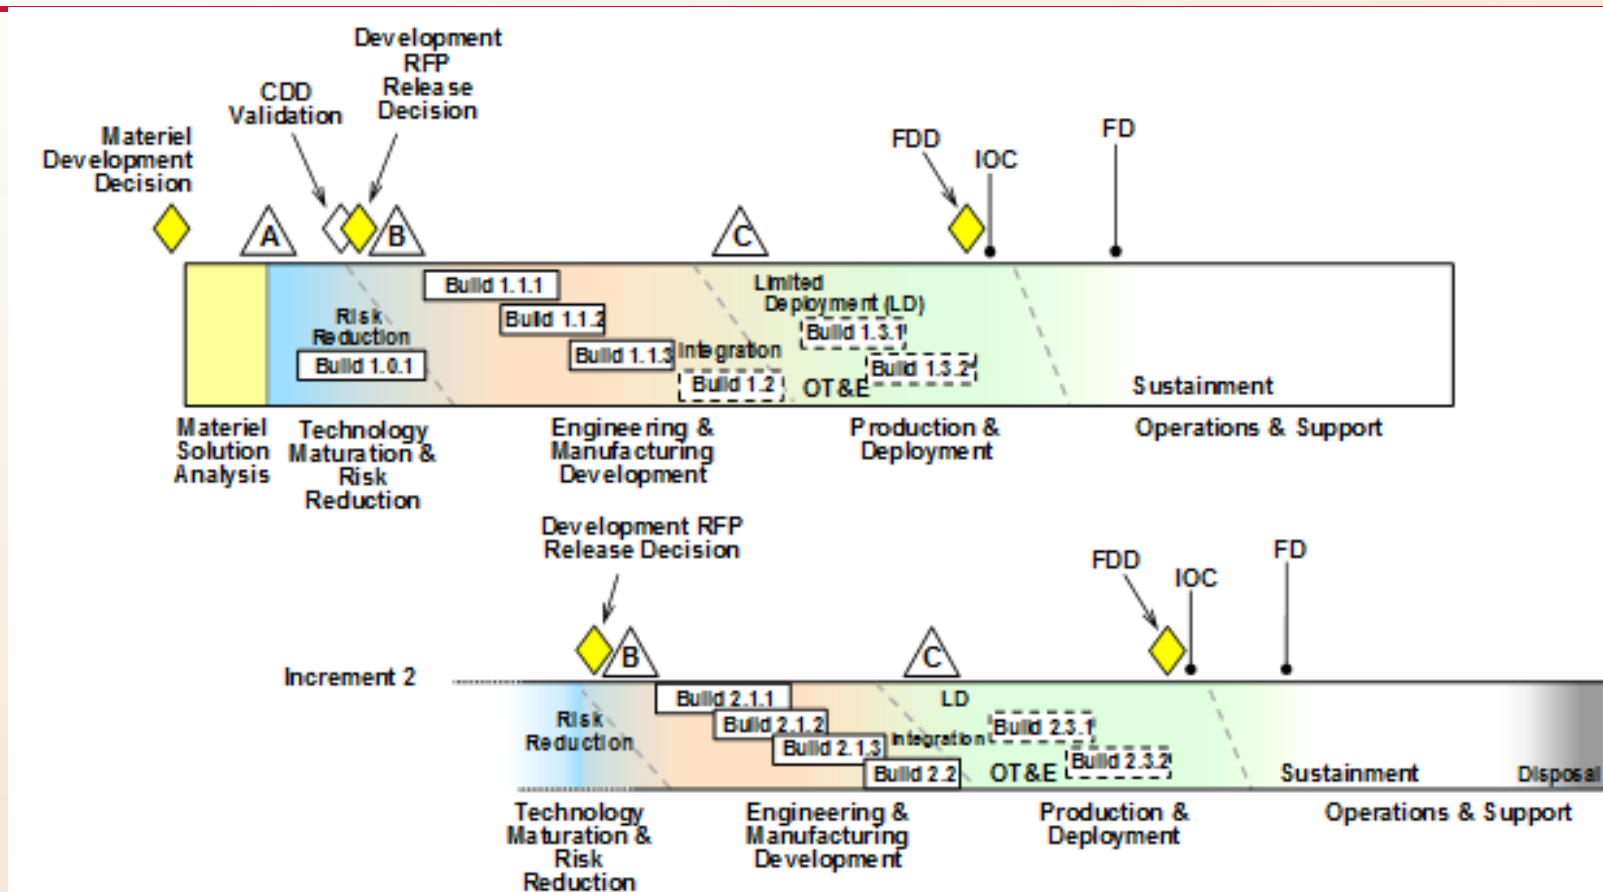 Development
RFP
Release
Decision
CDD
Validation
Materiel
Development
Decision
FDD
IOC
FD
A
B
C
Build 1.1.1
Limited
Deployment (LD)
Build 1.1.2
Risk
Reduction
Build 1.3.1
Build 1.1.3
Integration
Build 1.0.1
Build 1.3.2
Build 1.2
OT&E
Sustainment
Materiel
Solution
Analysis
Technology
Maturation &
Risk
Reduction
Engineering &
Manufacturing
Development
Production &
Deployment
Operations & Support
Development RFP
Release Decision
FDD
IOC
FD
B
C
Increment 2
Build 2.1.1
LD
Risk
Reduction
Build 2.1.2
Build 2.3.1
Build 2.1.3
Integration
Build 2.3.2
Build 2.2
OT&E
Sustainment
Disposal
Technology
Maturation &
Risk
Reduction
Engineering &
Manufacturing
Development
Production &
Deployment
Operations & Support